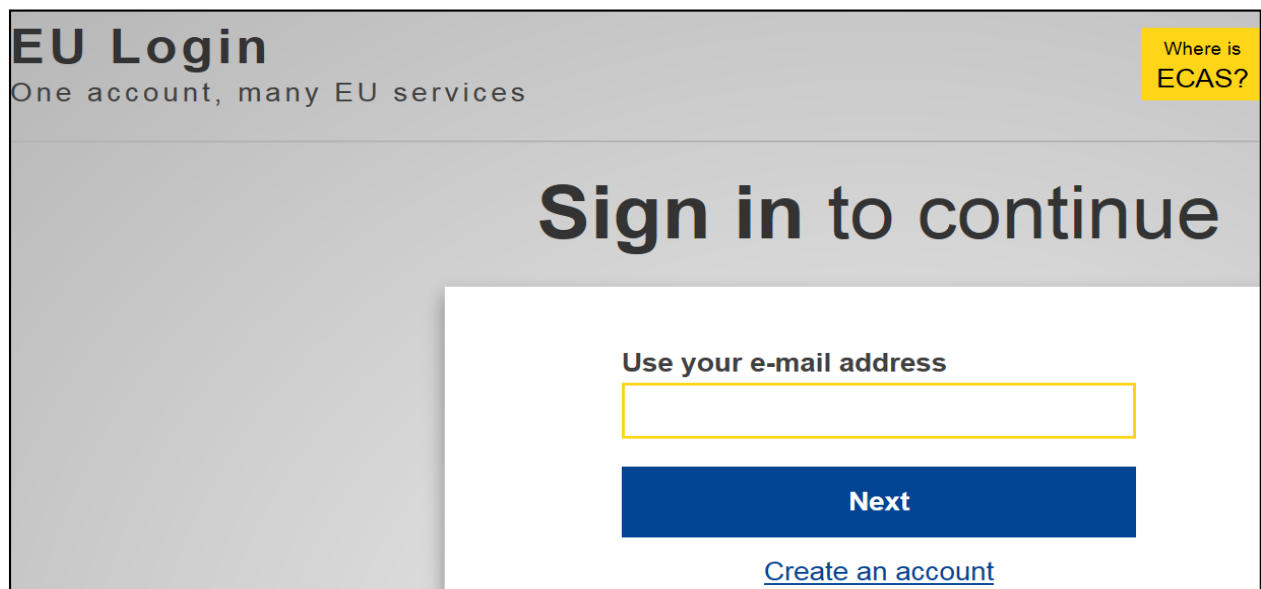 EU Login
One account, many EU services
Where is
ECAS?
Sign in to continue
Use your e-mail address
Next
Create an account